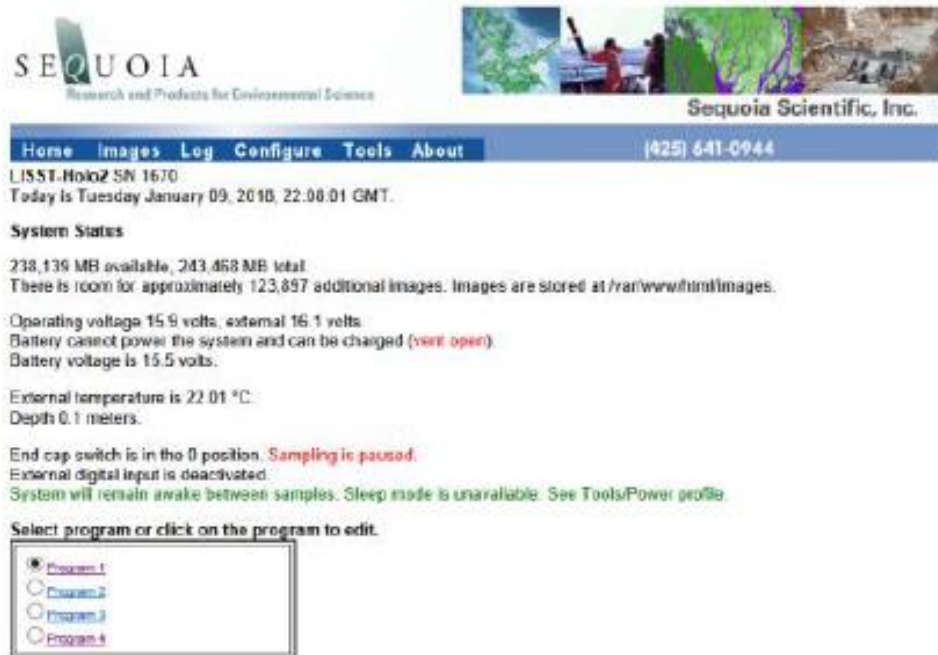 SEQUOIA
Research and Products for Environmental Science
Sequoia Scientific, Inc.
Home Images Log Configure Tools About (425) 641-0944
LISST-Holo2 SN 1670
Today is Tuesday January 09, 2018, 22:08:01 GMT.
System Status
238,139 MB available, 243,468 MB total
There is room for approximately 123,897 additional images. Images are stored at /var/www/html/images.
Operating voltage 15.9 volts, external 16.1 volts
Battery cannot power the system and can be charged (vent open).
Battery voltage is 15.5 volts.
External temperature is 22.01 °C.
Depth 0.1 meters.
End cap switch is in the 0 position. Sampling is paused.
External digital input is deactivated.
System will remain awake between samples. Sleep mode is unavailable. See Tools/Power profile.
Select program or click on the program to edit.
Program 1
Program 2
Program 3
Program 4